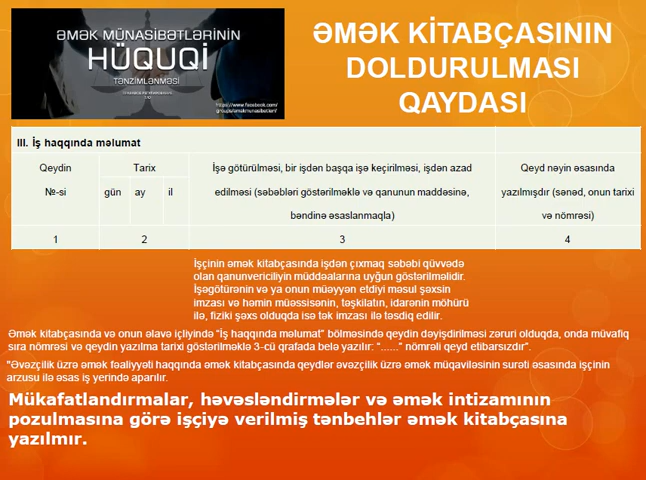 ƏMƏK MÜNASİBƏTLƏRİNİN
HÜQUQİ
TƏNZİMLƏNMƏSİ
https://www.facebook.com/
ƏMƏK KİTABÇASININ
DOLDURULMASI
QAYDASI
III. İş haqqında məlumat
Qeydin
№-si
Tarix
gün ay il
İşə götürülməsi, bir işdən başqa işə keçirilməsi, işdən azad
edilməsi (səbəbləri göstərilməklə və qanunun maddəsinə,
bəndinə əsaslanmaqla)
Qeyd nəyin əsasında
yazılmışdır (sənəd, onun tarixi
və nömrəsi)
1 2 3 4
İşçinin əmək kitabçasında işdən çıxmaq səbəbi qüvvədə
olan qanunvericiliyin müddəalarına uyğun göstərilməlidir.
İşəgötürənin və ya onun müəyyən etdiyi məsul şəxsin
imzası və həmin müəssisənin, təşkilatın, idarənin möhürü
ilə, fiziki şəxs olduqda isə tək imzası ilə təsdiq edilir.
Əmək kitabçasında və onun əlavə içliyində “İş haqqında məlumat” bölməsində qeydin dəyişdirilməsi zəruri olduqda, onda müvafiq
sıra nömrəsi və qeydin yazılma tarixi göstərilməklə 3-cü qrafada belə yazılır: “......” nömrəli qeyd etibarsızdır”.
“Əvəzçilik üzrə əmək fəaliyyəti haqqında əmək kitabçasında qeydlər əvəzçilik üzrə əmək müqaviləsinin surəti əsasında işçinin
arzusu ilə əsas iş yerində aparılır.
Mükafatlandırmalar, həvəsləndirmələr və əmək intizamının
pozulmasına görə işçiyə verilmiş tənbehlər əmək kitabçasına
yazılmır.